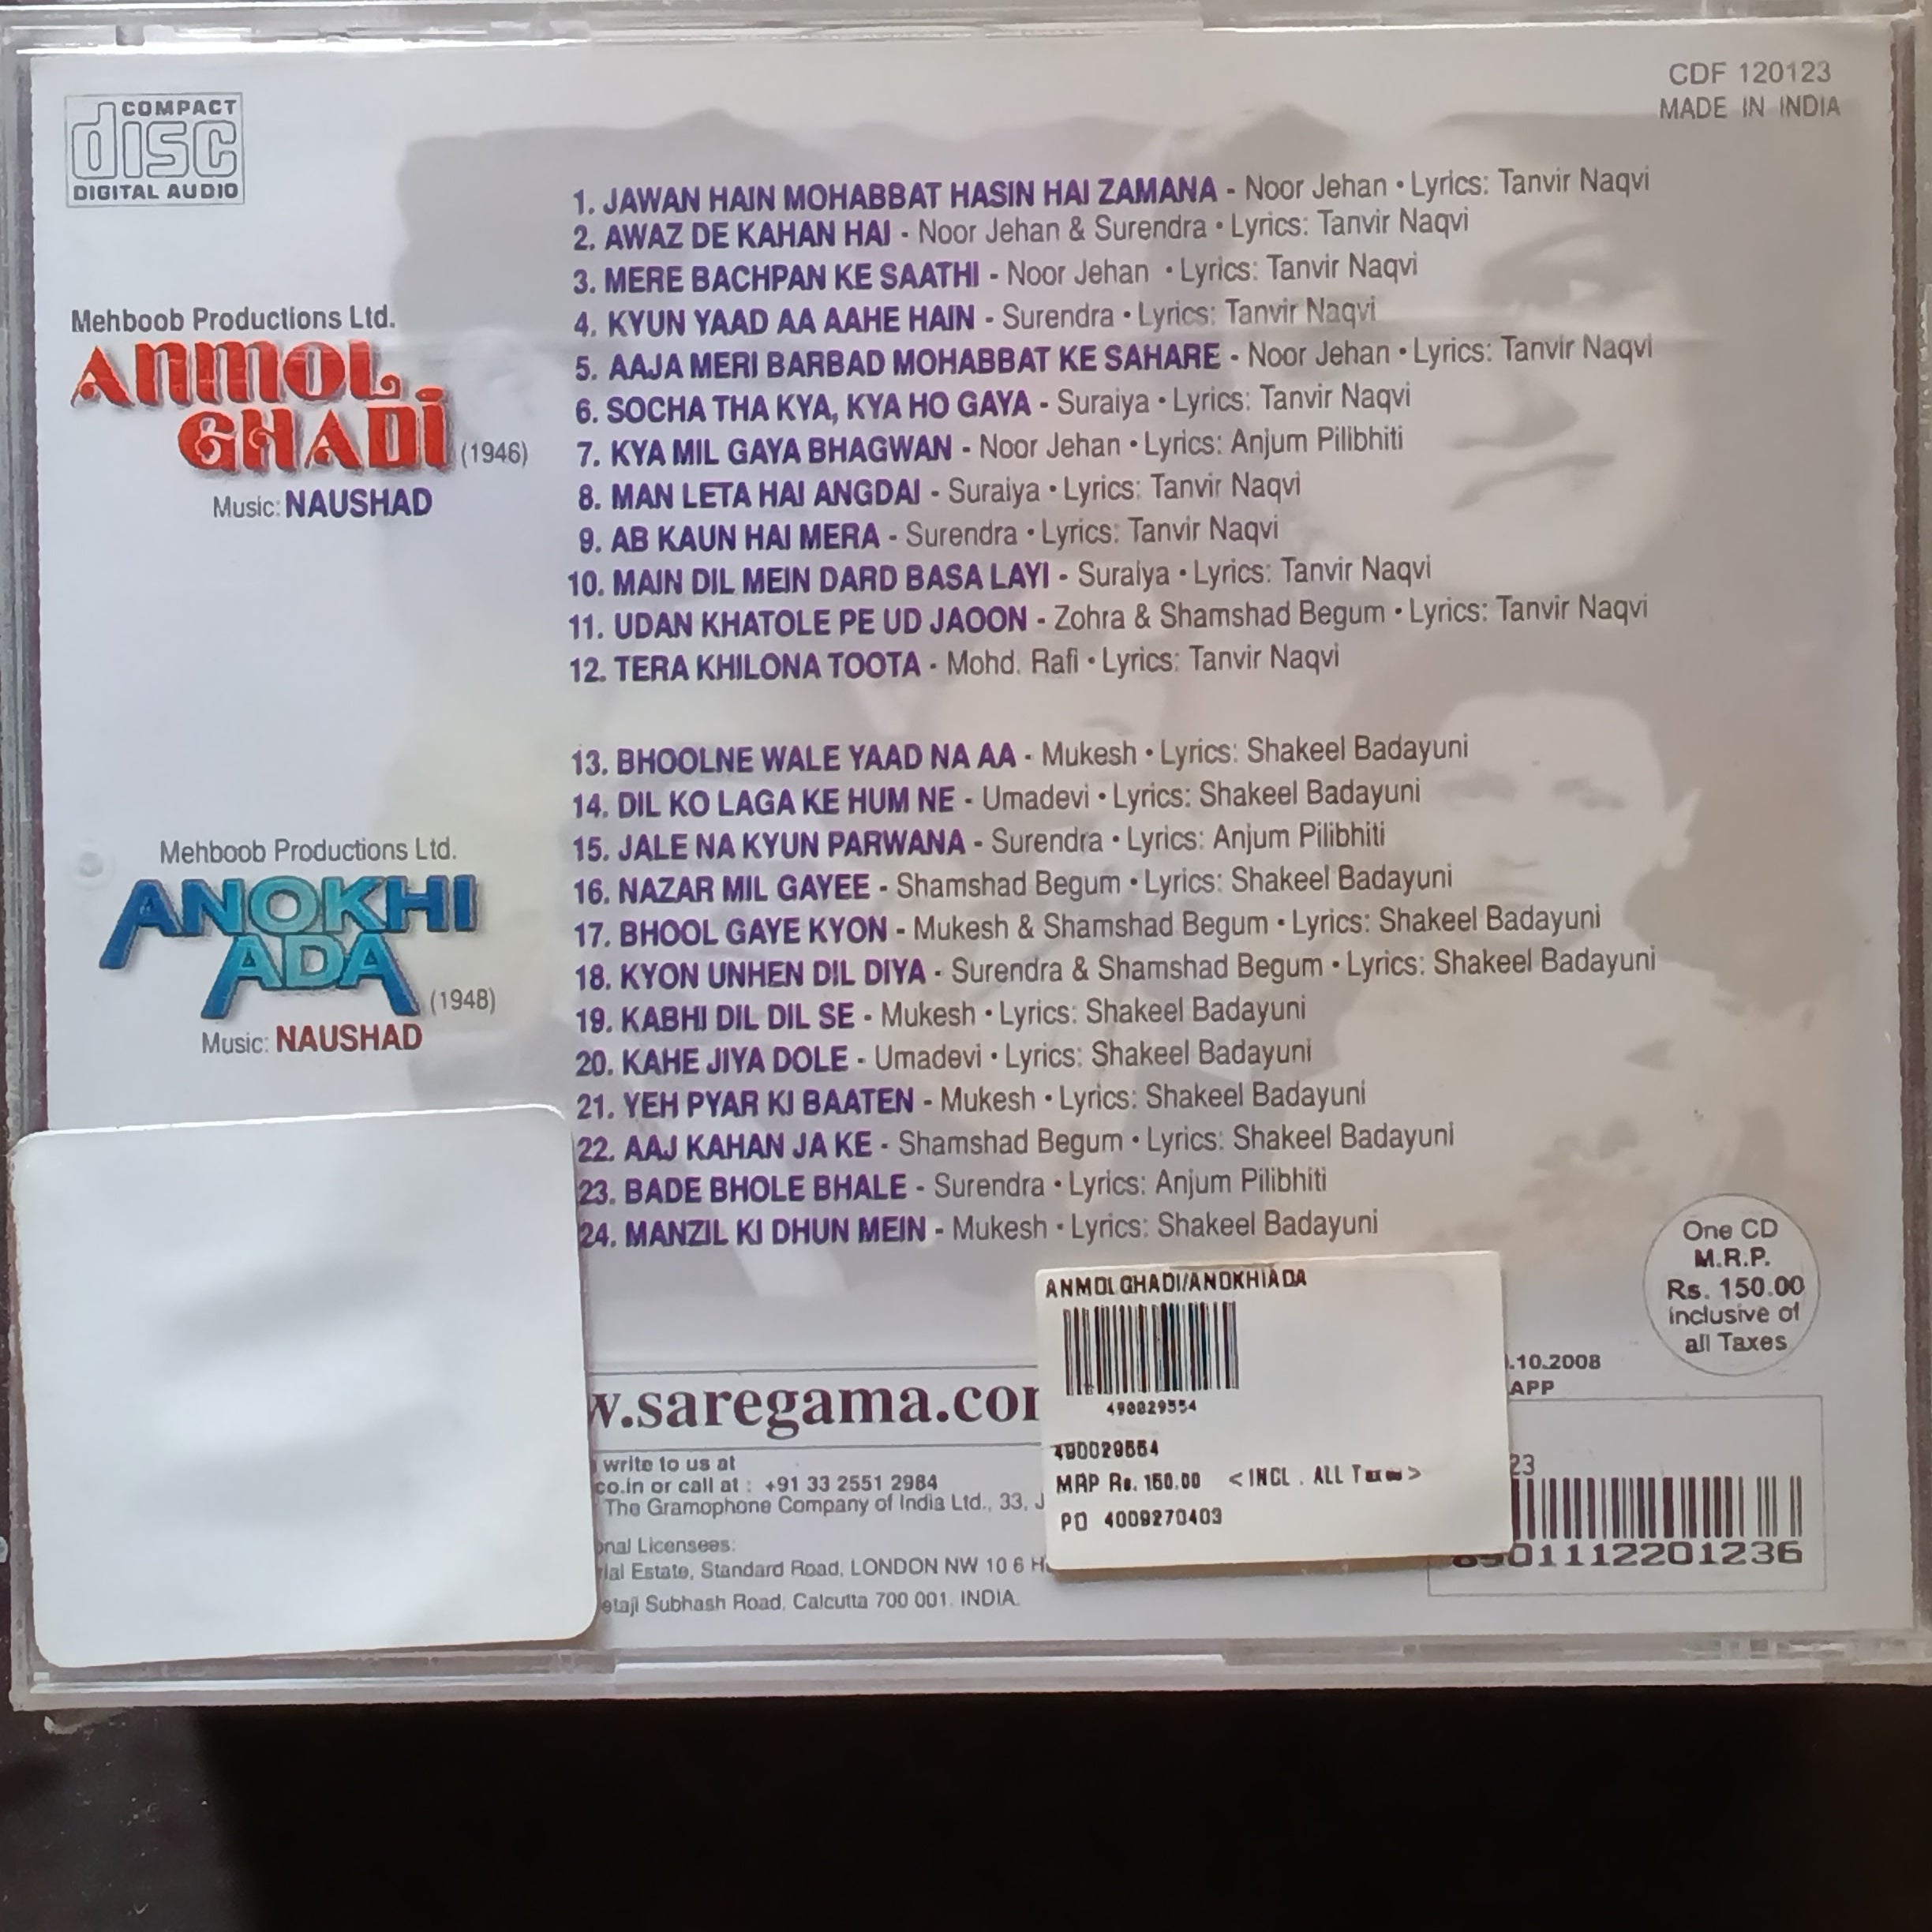 COMPACT
disc
DIGITAL AUDIO
CDF 120123
MADE IN INDIA
Mehboob Productions Ltd.
ANMOL
GHADI (1946)
Music: NAUSHAD
1. JAWAN HAIN MOHABBAT HASIN HAI ZAMANA - Noor Jehan • Lyrics: Tanvir Naqvi
2. AWAZ DE KAHAN HAI - Noor Jehan & Surendra • Lyrics: Tanvir Naqvi
3. MERE BACHPAN KE SAATHI - Noor Jehan • Lyrics: Tanvir Naqvi
4. KYUN YAAD AA AAHE HAIN - Surendra • Lyrics: Tanvir Naqvi
5. AAJA MERI BARBAD MOHABBAT KE SAHARE - Noor Jehan • Lyrics: Tanvir Naqvi
6. SOCHA THA KYA, KYA HO GAYA - Suraiya • Lyrics: Tanvir Naqvi
7. KYA MIL GAYA BHAGWAN - Noor Jehan • Lyrics: Anjum Pilibhiti
8. MAN LETA HAI ANGDAI - Suraiya • Lyrics: Tanvir Naqvi
9. AB KAUN HAI MERA - Surendra • Lyrics: Tanvir Naqvi
10. MAIN DIL MEIN DARD BASA LAYI - Suraiya • Lyrics: Tanvir Naqvi
11. UDAN KHATOLE PE UD JAOON - Zohra & Shamshad Begum • Lyrics: Tanvir Naqvi
12. TERA KHILONA TOOTA - Mohd. Rafi • Lyrics: Tanvir Naqvi
Mehboob Productions Ltd.
ANOKHI
ADA (1948)
Music: NAUSHAD
13. BHOOLNE WALE YAAD NA AA - Mukesh • Lyrics: Shakeel Badayuni
14. DIL KO LAGA KE HUM NE - Umadevi • Lyrics: Shakeel Badayuni
15. JALE NA KYUN PARWANA - Surendra • Lyrics: Anjum Pilibhiti
16. NAZAR MIL GAYEE - Shamshad Begum • Lyrics: Shakeel Badayuni
17. BHOOL GAYE KYON - Mukesh & Shamshad Begum • Lyrics: Shakeel Badayuni
18. KYON UNHEN DIL DIYA - Surendra & Shamshad Begum • Lyrics: Shakeel Badayuni
19. KABHI DIL DIL SE - Mukesh • Lyrics: Shakeel Badayuni
20. KAHE JIYA DOLE - Umadevi • Lyrics: Shakeel Badayuni
21. YEH PYAR KI BAATEN - Mukesh • Lyrics: Shakeel Badayuni
22. AAJ KAHAN JA KE - Shamshad Begum • Lyrics: Shakeel Badayuni
23. BADE BHOLE BHALE - Surendra • Lyrics: Anjum Pilibhiti
24. MANZIL KI DHUN MEIN - Mukesh • Lyrics: Shakeel Badayuni
One CD
M.R.P.
Rs. 150.00
inclusive of
all Taxes
.10.2008
APP
w.saregama.co
write to us at
co.in or call at : +91 33 2551 2984
The Gramophone Company of India Ltd., 33, J
onal Licensees:
ial Estate, Standard Road, LONDON NW 10 6
etaji Subhash Road, Calcutta 700 001. INDIA.
ANMOL GHADI/ANOKHIADA
490029554
490029554
MRP Rs. 150.00 <INCL . ALL Taxes>
PO 4009270403
23
8901112201236